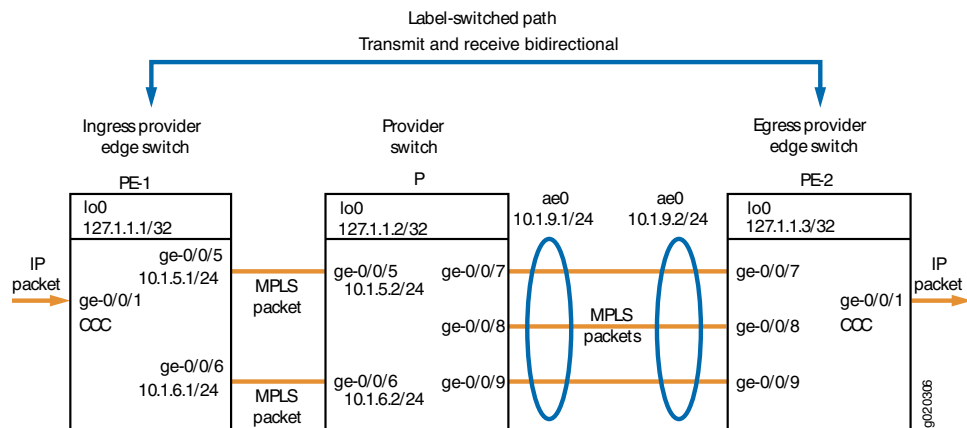 Label-switched path
Transmit and receive bidirectional
Ingress provider
edge switch
Provider
switch
Egress provider
edge switch
PE-1
P
PE-2
ae0
10.1.9.1/24
ae0
10.1.9.2/24
lo0
127.1.1.1/32
lo0
127.1.1.2/32
lo0
127.1.1.3/32
IP
packet
ge-0/0/1
CCC
ge-0/0/5
10.1.5.1/24
MPLS
packet
ge-0/0/5
10.1.5.2/24
ge-0/0/7
ge-0/0/7
ge-0/0/8
MPLS
packets
ge-0/0/8
ge-0/0/1
CCC
IP
packet
ge-0/0/6
10.1.6.1/24
MPLS
packet
ge-0/0/6
10.1.6.2/24
ge-0/0/9
ge-0/0/9
g020306